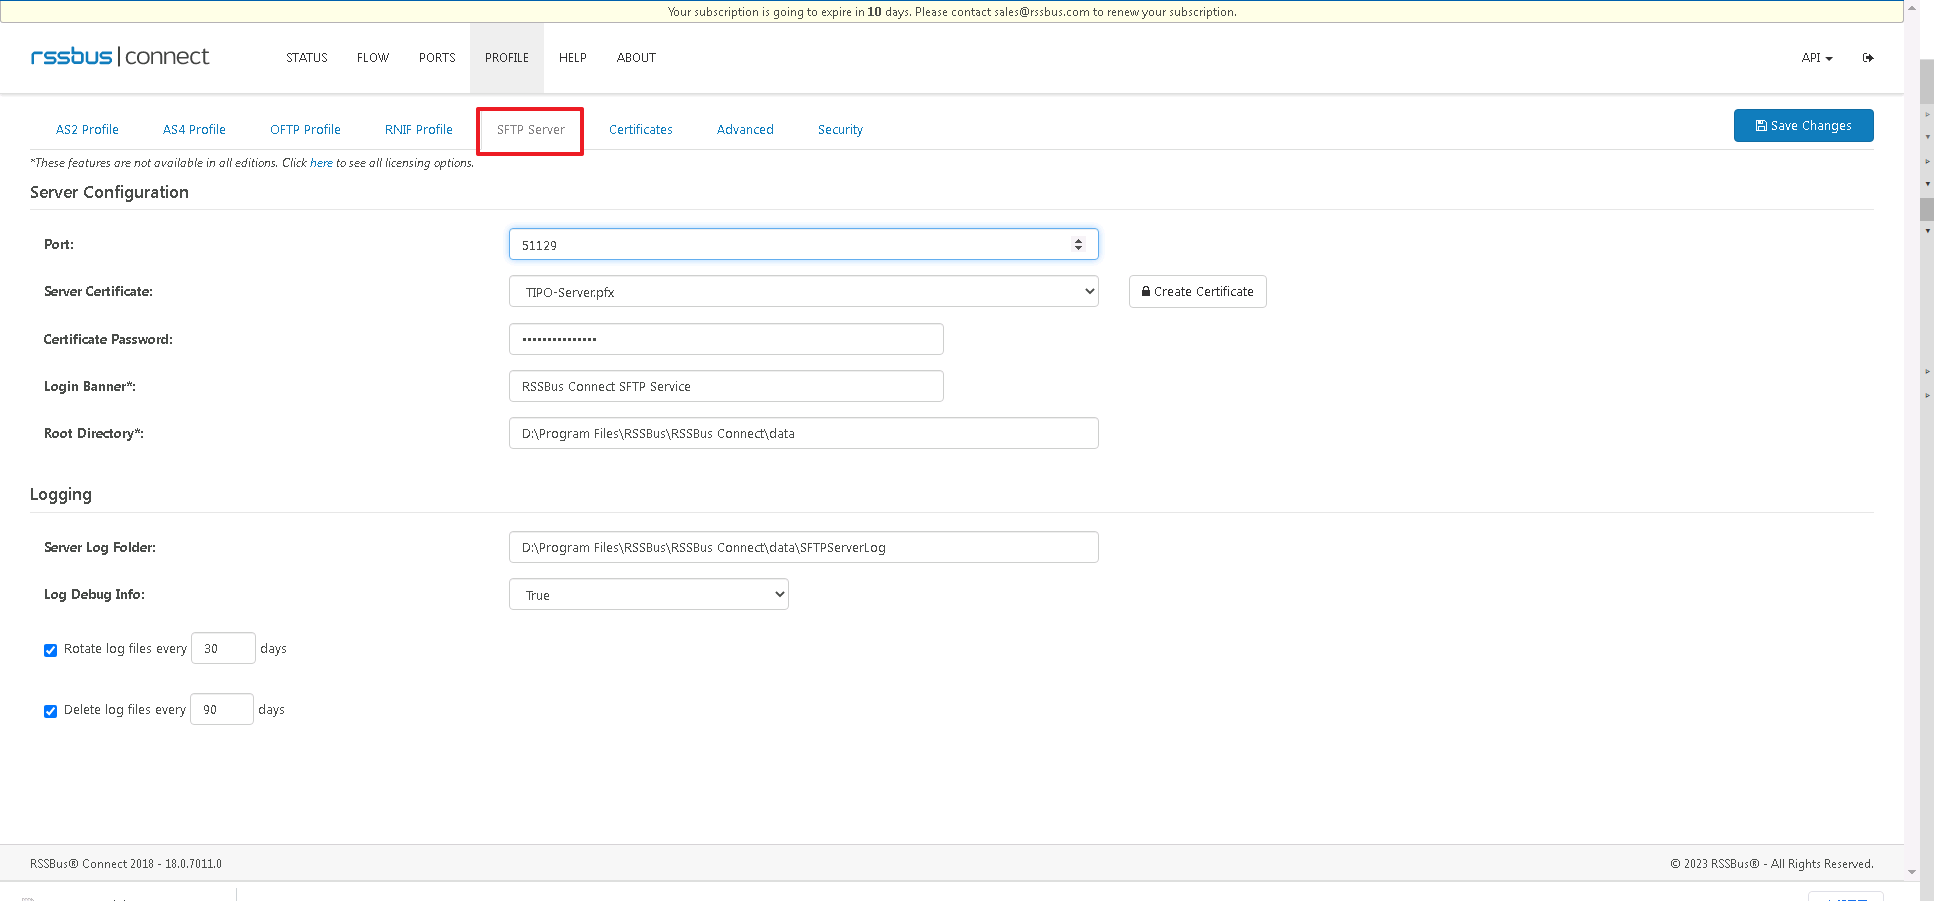 Your subscription is going to expire in 10 days. Please contact sales@rssbus.com to renew your subscription.
rssbus|connect STATUS FLOW PORTS PROFILE HELP ABOUT API
AS2 Profile AS4 Profile OFTP Profile RNIF Profile SFTP Server Certificates Advanced Security Save Changes
*These features are not available in all editions. Click here to see all licensing options.
Server Configuration
Port: 51129
Server Certificate: TIPO-Server.pfx Create Certificate
Certificate Password: •••••••••••••••
Login Banner*: RSSBus Connect SFTP Service
Root Directory*: D:\Program Files\RSSBus\RSSBus Connect\data
Logging
Server Log Folder: D:\Program Files\RSSBus\RSSBus Connect\data\SFTPServerLog
Log Debug Info: True
Rotate log files every 30 days
Delete log files every 90 days
RSSBus® Connect 2018 - 18.0.7011.0 © 2023 RSSBus® - All Rights Reserved.